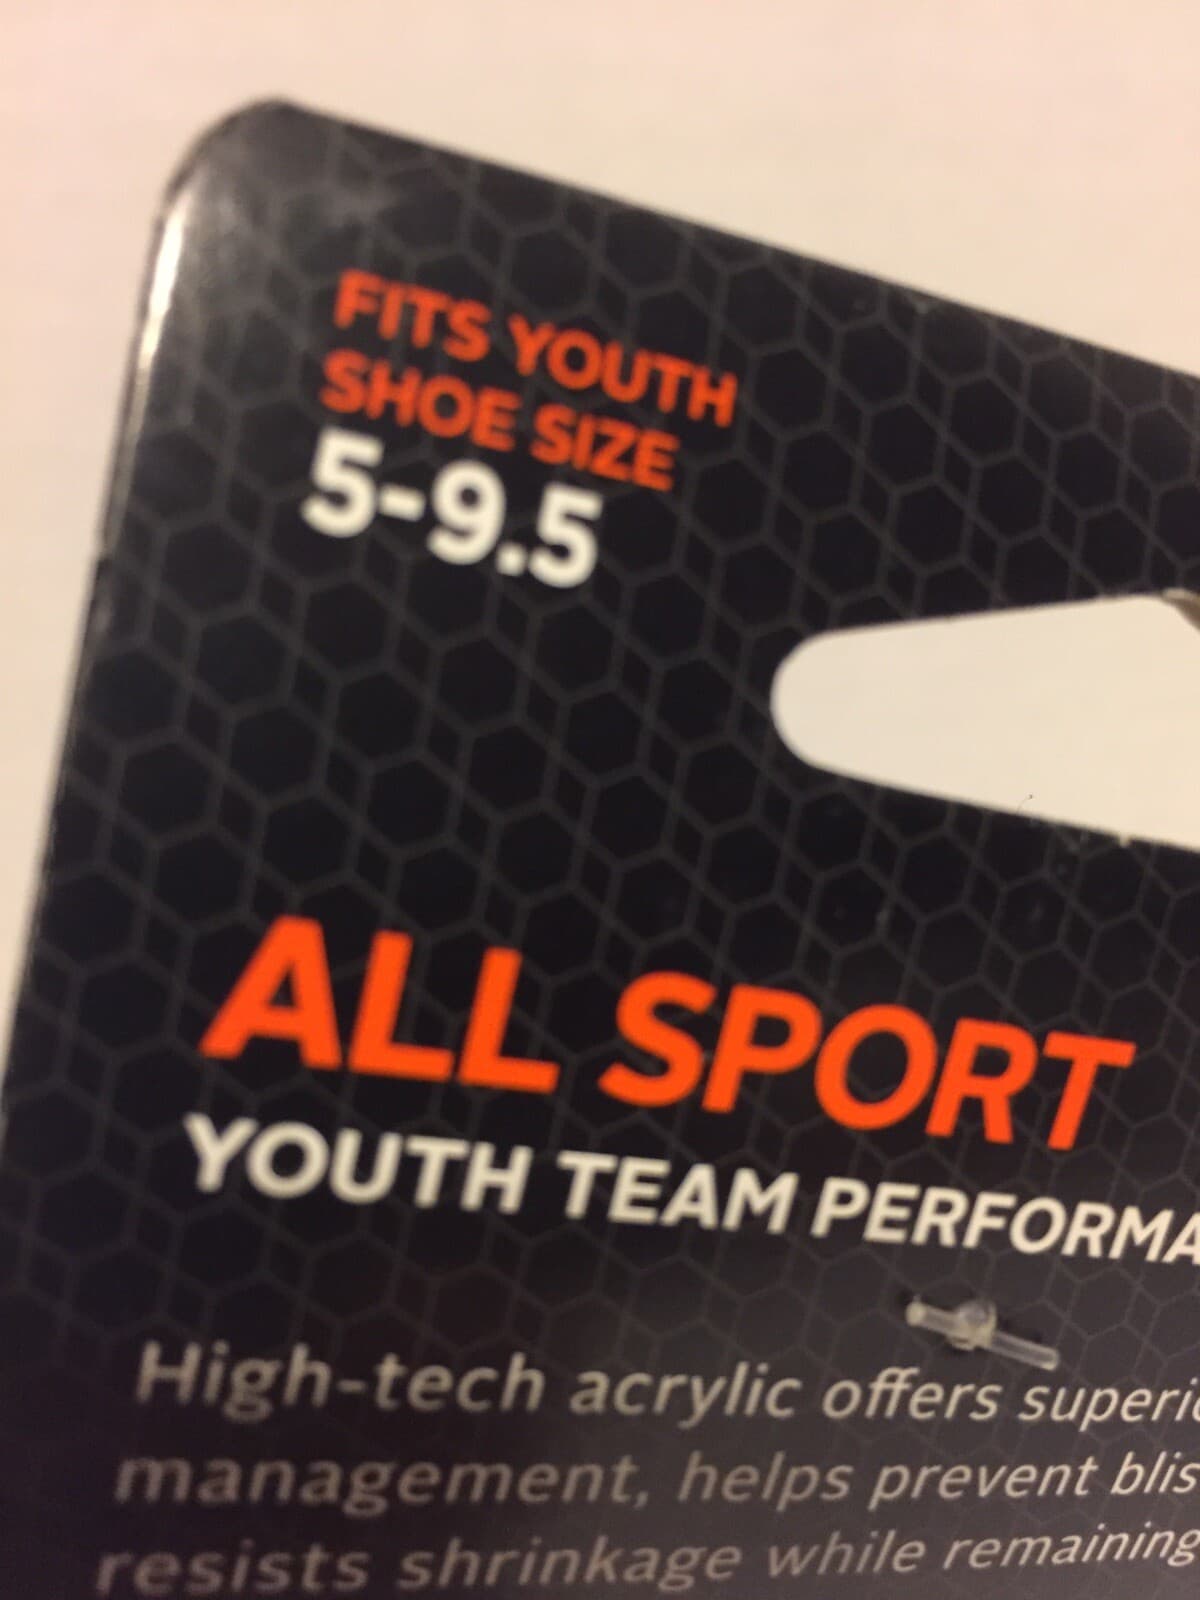 FITS YOUTH
SHOE SIZE
5-9.5
ALL SPORT
YOUTH TEAM PERFORMA
High-tech acrylic offers superi
management, helps prevent blis
resists shrinkage while remaining